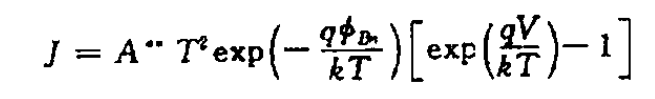 J = A** T² exp(− qϕ_Bn / kT) [exp(qV / kT) − 1]